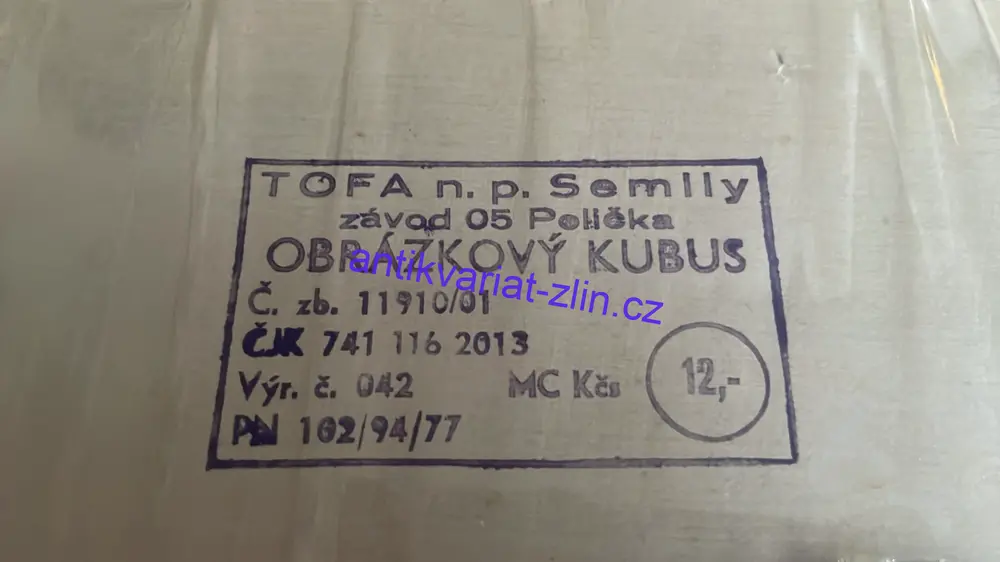 TOFA n. p. Semily
závod 05 Polička
OBRÁZKOVÝ KUBUS
antikvariat-zlin.cz
Č. zb. 11910/01
ČJK 741 116 2013
Výr. č. 042 MC Kčs 12,-
PN 102/94/77